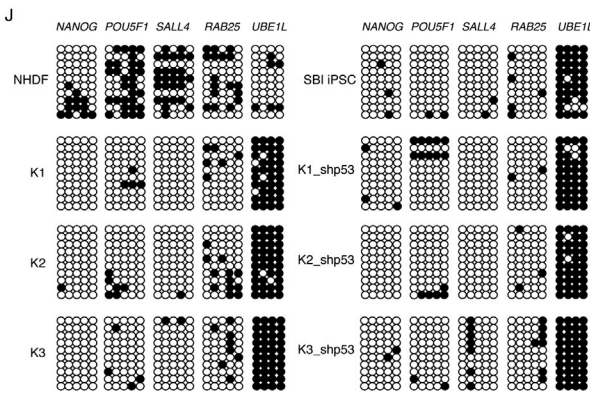 J
NANOG POU5F1 SALL4 RAB25 UBE1L NANOG POU5F1 SALL4 RAB25 UBE1L
NHDF SBI iPSC
K1 K1_shp53
K2 K2_shp53
K3 K3_shp53